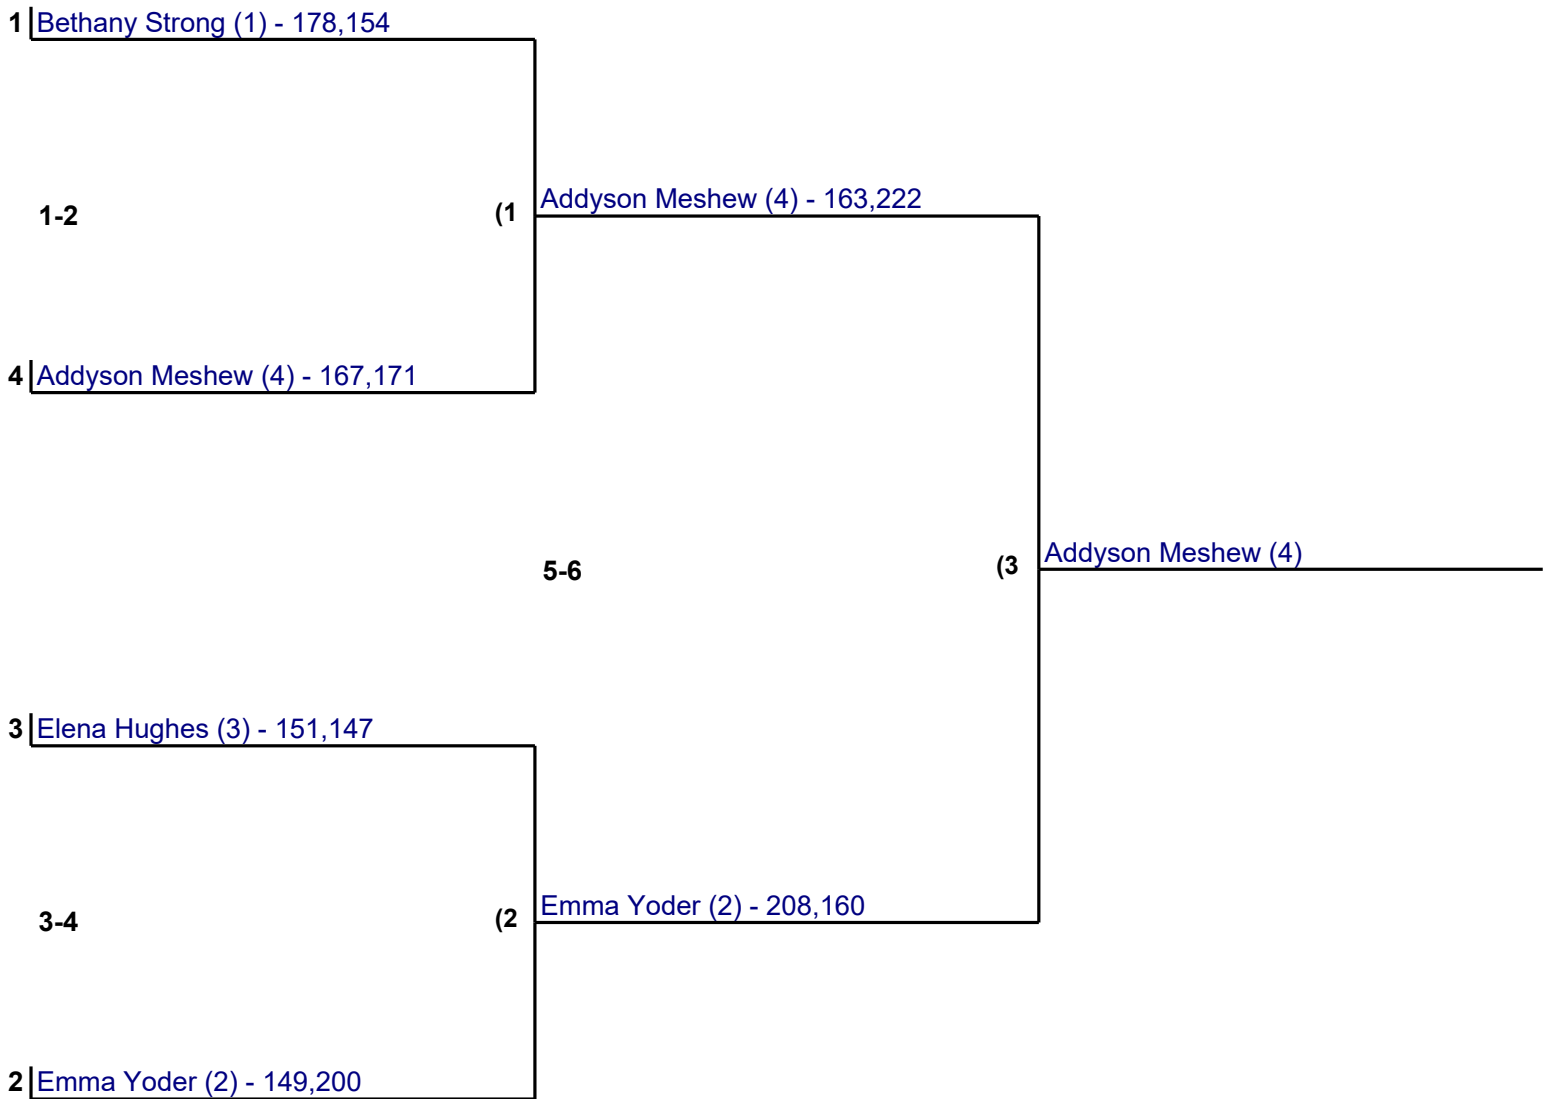 1 Bethany Strong (1) - 178,154
Addyson Meshew (4) - 163,222
1-2 (1
4 Addyson Meshew (4) - 167,171
Addyson Meshew (4)
5-6 (3
3 Elena Hughes (3) - 151,147
Emma Yoder (2) - 208,160
3-4 (2
2 Emma Yoder (2) - 149,200